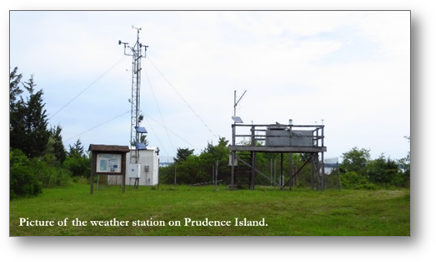 Picture of the weather station on Prudence Island.